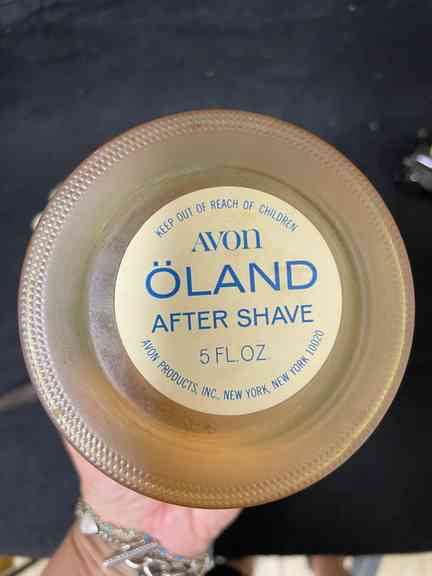 KEEP OUT OF REACH OF CHILDREN
AVON
ÖLAND
AFTER SHAVE
5 FL.OZ.
AVON PRODUCTS, INC., NEW YORK, NEW YORK 10020